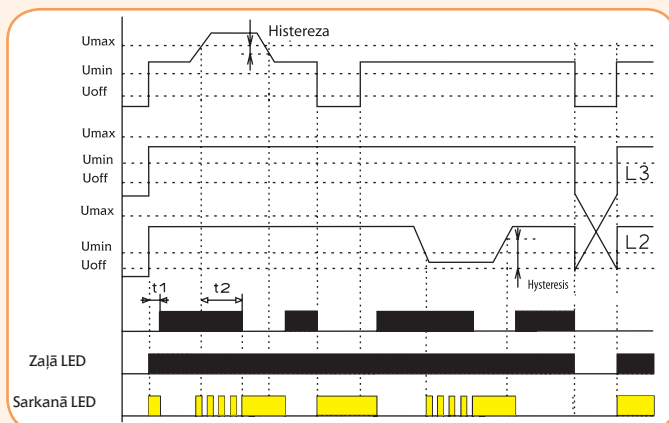 Histereza
Umax
Umin
Uoff
Umax
Umin
Uoff
L3
Umax
Umin
Uoff
L2
Hysteresis
t1
t2
Zaļā LED
Sarkanā LED